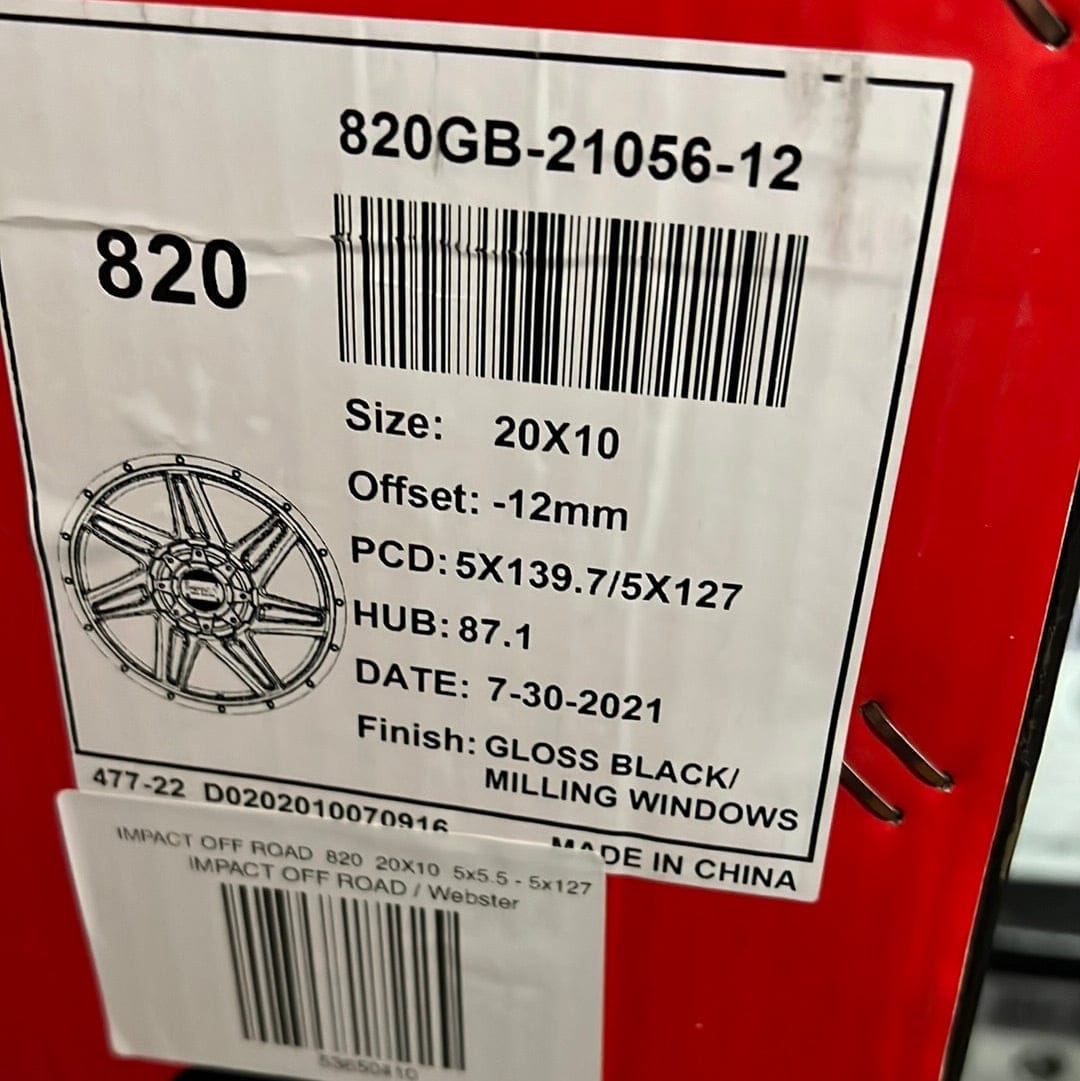 820GB-21056-12
820
Size: 20X10
Offset: -12mm
PCD: 5X139.7/5X127
HUB: 87.1
DATE: 7-30-2021
Finish: GLOSS BLACK/
MILLING WINDOWS
477-22 D0202010070916
MADE IN CHINA
IMPACT OFF ROAD 820 20X10 5x5.5 - 5x127
IMPACT OFF ROAD / Webster